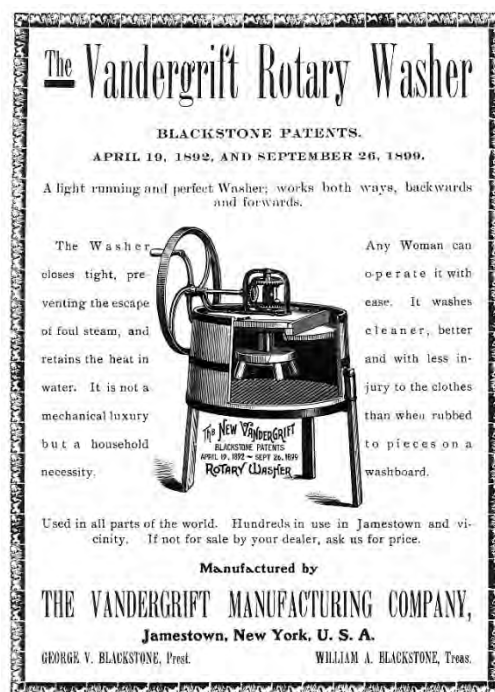 The Vandergrift Rotary Washer
BLACKSTONE PATENTS.
APRIL 19, 1892, AND SEPTEMBER 26, 1899.
A light running and perfect Washer; works both ways, backwards
and forwards.
The Washer
closes tight, pre-
venting the escape
of foul steam, and
retains the heat in
water. It is not a
mechanical luxury
but a household
necessity.
Any Woman can
operate it with
ease. It washes
cleaner, better
and with less in-
jury to the clothes
than when rubbed
to pieces on a
washboard.
The NEW VANDERGRIFT
BLACKSTONE PATENTS
APRIL 19, 1892 ~ SEPT 26, 1899
ROTARY WASHER
Used in all parts of the world. Hundreds in use in Jamestown and vi-
cinity. If not for sale by your dealer, ask us for price.
Manufactured by
THE VANDERGRIFT MANUFACTURING COMPANY,
Jamestown, New York, U. S. A.
GEORGE V. BLACKSTONE, Prest.
WILLIAM A. BLACKSTONE, Treas.